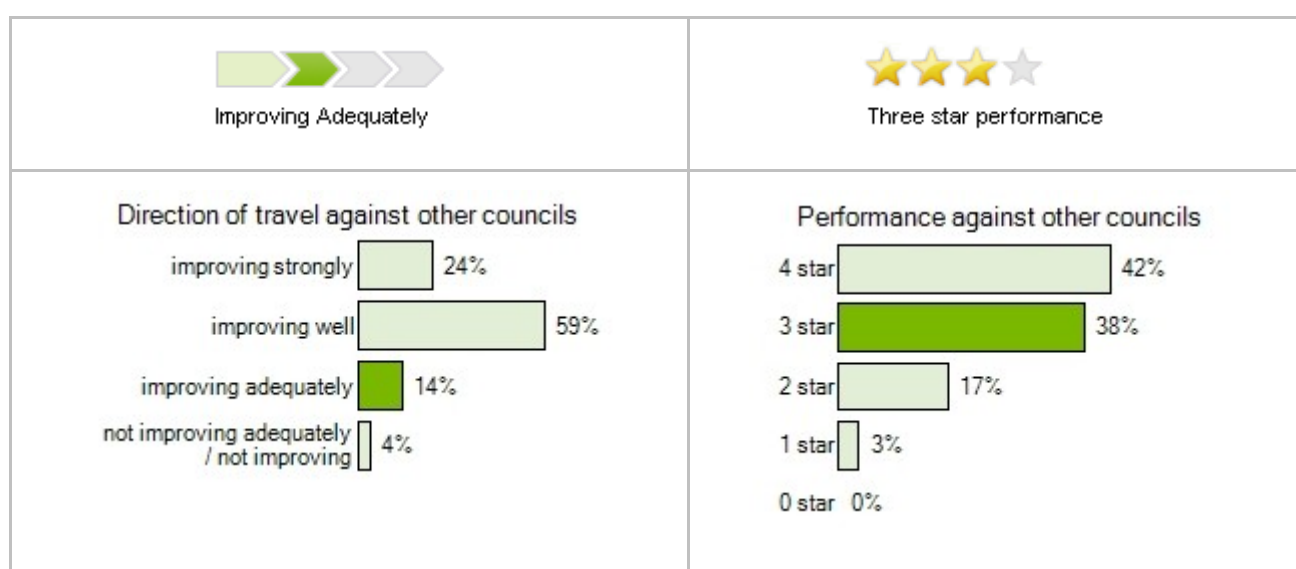 Improving Adequately
Three star performance
Direction of travel against other councils
improving strongly 24%
improving well 59%
improving adequately 14%
not improving adequately
/ not improving 4%
Performance against other councils
4 star 42%
3 star 38%
2 star 17%
1 star 3%
0 star 0%